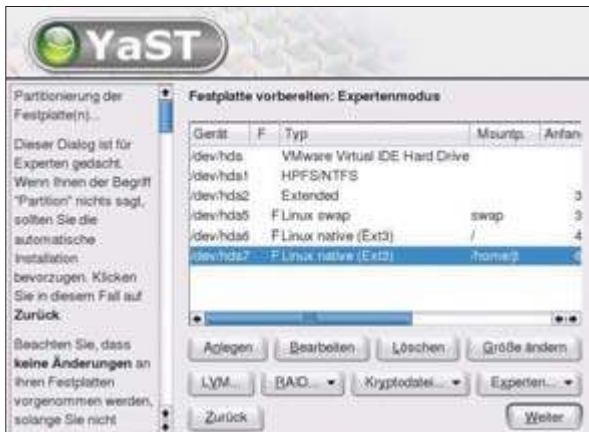 YaST
Partitionierung der
Festplatte(n)...
Dieser Dialog ist für
Experten gedacht.
Wenn Ihnen der Begriff
"Partition" nichts sagt,
sollten Sie die
automatische
Installation
bevorzugen. Klicken
Sie in diesem Fall auf
Zurück.
Beachten Sie, dass
keine Änderungen an
Ihren Festplatten
vorgenommen werden,
solange Sie nicht
Festplatte vorbereiten: Expertenmodus
Gerät F Typ Mountp. Anfan
/dev/hda VMware Virtual IDE Hard Drive
/dev/hda1 HPFS/NTFS
/dev/hda2 Extended 3
/dev/hda5 F Linux swap swap 3
/dev/hda6 F Linux native (Ext3) / 4
/dev/hda7 F Linux native (Ext3)
Anlegen Bearbeiten Löschen Größe ändern
LVM... RAID... Kryptodatei... Experten...
Zurück Weiter